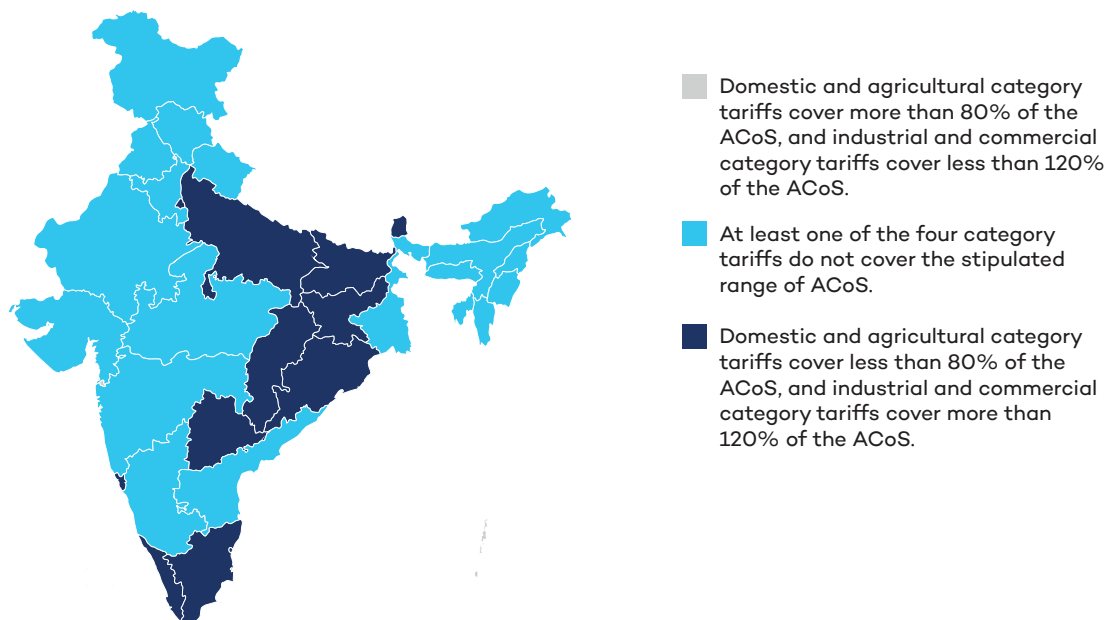 Domestic and agricultural category
tariffs cover more than 80% of the
ACoS, and industrial and commercial
category tariffs cover less than 120%
of the ACoS.
At least one of the four category
tariffs do not cover the stipulated
range of ACoS.
Domestic and agricultural category
tariffs cover less than 80% of the
ACoS, and industrial and commercial
category tariffs cover more than
120% of the ACoS.